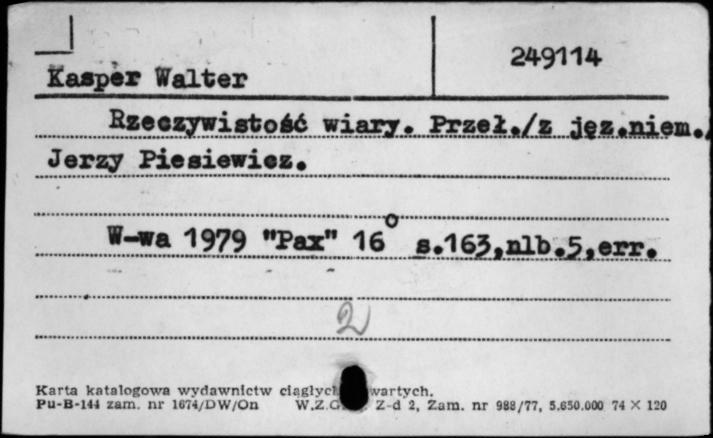 249114
Kasper Walter
Rzeczywistość wiary. Przeł./z jęz.niem./
Jerzy Piesiewicz.
W-wa 1979 "Pax" 16° s.163,nlb.5,err.
2
Karta katalogowa wydawnictw
Pu-B-144 zam. nr 1674/DW/On Z-d 2, Zam. nr 988/77, 5.650.000 74 × 120